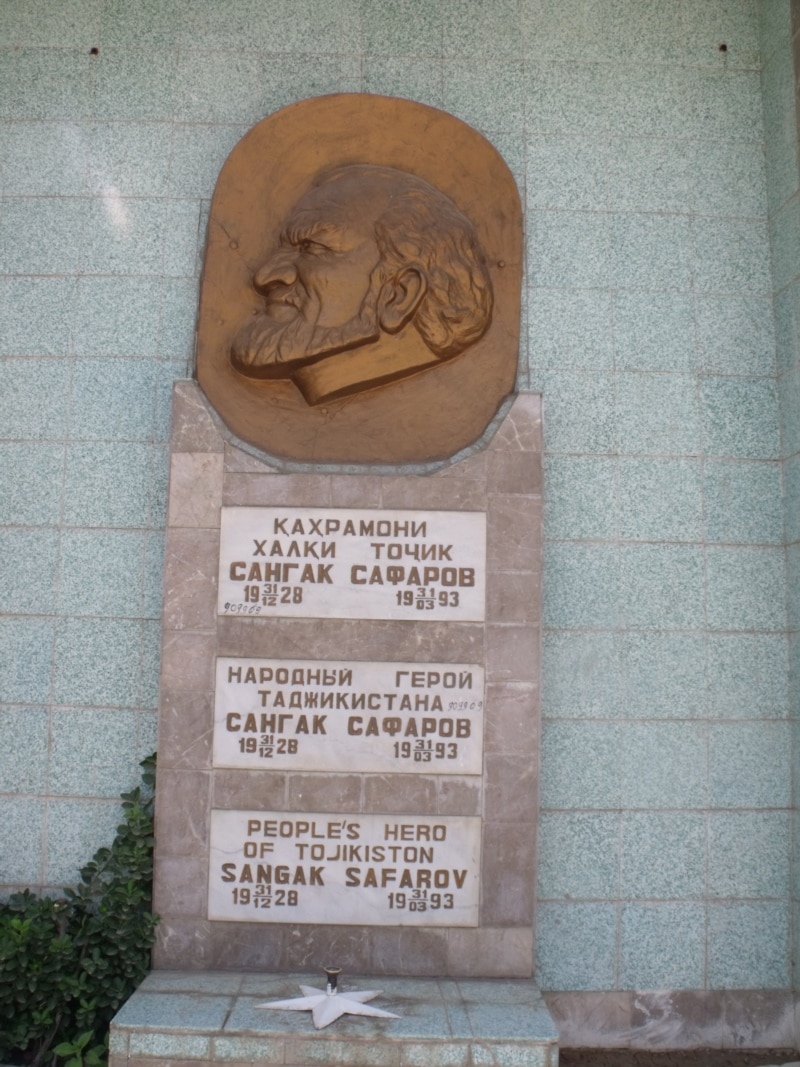 ҚАҲРАМОНИ
ХАЛҚИ ТОҶИК
САНГАК САФАРОВ
19 31/12 28 19 31/03 93
НАРОДНЫЙ ГЕРОЙ
ТАДЖИКИСТАНА
САНГАК САФАРОВ
19 31/12 28 19 31/03 93
PEOPLE'S HERO
OF TOJIKISTON
SANGAK SAFAROV
19 31/12 28 19 31/03 93